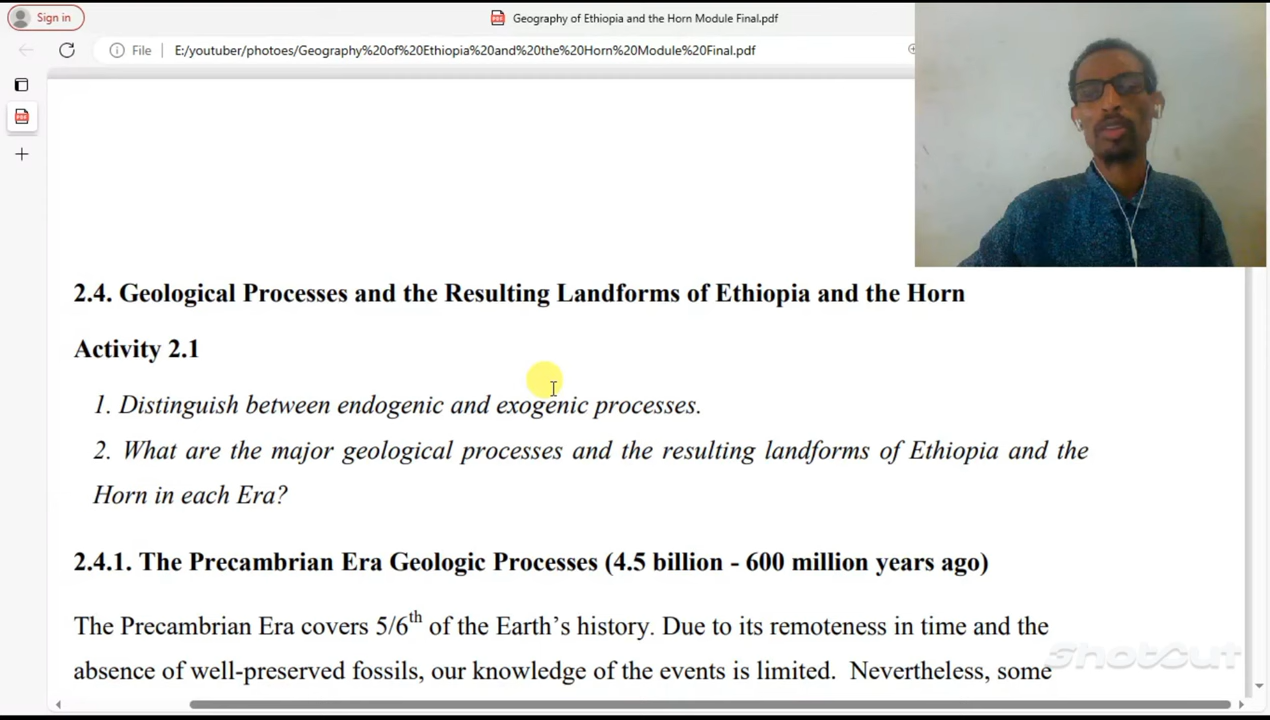 Sign in
Geography of Ethiopia and the Horn Module Final.pdf
File
E:/youtuber/photoes/Geography%20of%20Ethiopia%20and%20the%20Horn%20Module%20Final.pdf
2.4. Geological Processes and the Resulting Landforms of Ethiopia and the Horn
Activity 2.1
1. Distinguish between endogenic and exogenic processes.
2. What are the major geological processes and the resulting landforms of Ethiopia and the
Horn in each Era?
2.4.1. The Precambrian Era Geologic Processes (4.5 billion - 600 million years ago)
The Precambrian Era covers 5/6th of the Earth's history. Due to its remoteness in time and the
absence of well-preserved fossils, our knowledge of the events is limited. Nevertheless, some
Shotcut